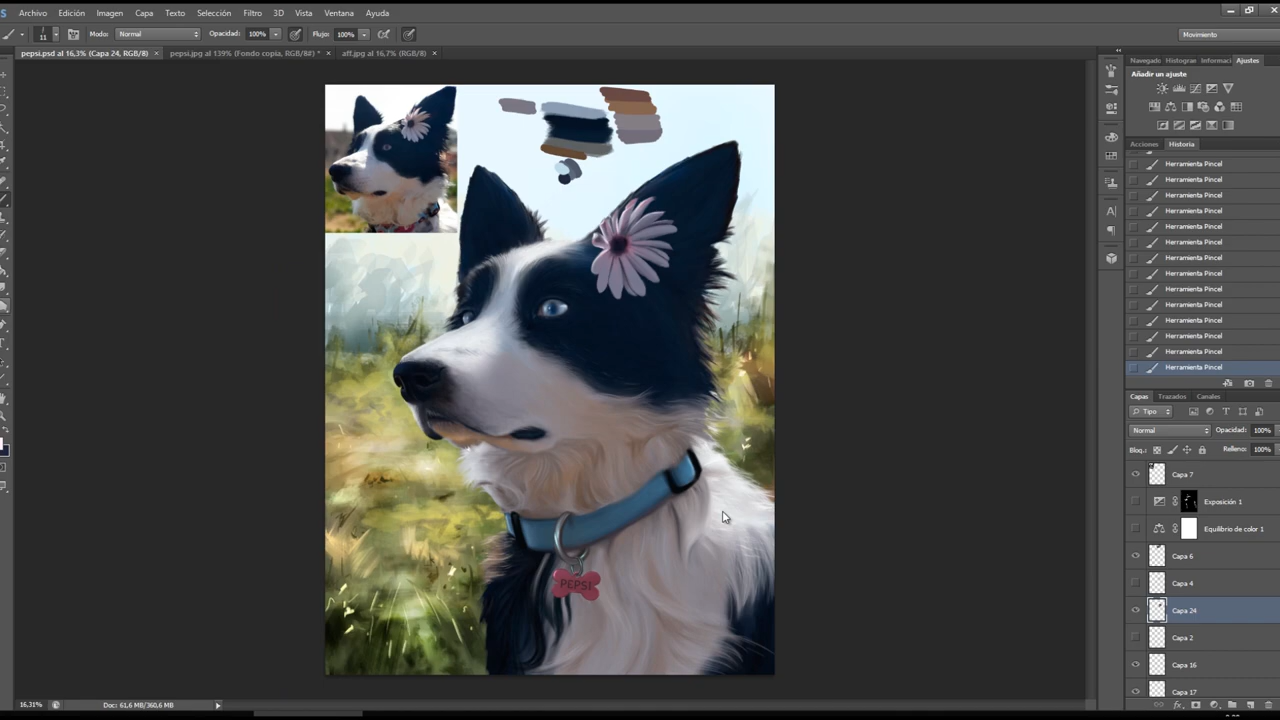 Archivo Edición Imagen Capa Texto Selección Filtro 3D Vista Ventana Ayuda
11 Modo: Normal Opacidad: 100% Flujo: 100% Movimiento
pepsi.psd al 16,3% (Capa 24, RGB/8) × pepsi.jpg al 139% (Fondo copia, RGB/8#) * × aff.jpg al 16,7% (RGB/8) ×
Navegado Histograr Informaci Ajustes
Añadir un ajuste
Acciones Historia
Herramienta Pincel
Herramienta Pincel
Herramienta Pincel
Herramienta Pincel
Herramienta Pincel
Herramienta Pincel
Herramienta Pincel
Herramienta Pincel
Herramienta Pincel
Herramienta Pincel
Herramienta Pincel
Herramienta Pincel
Herramienta Pincel
Herramienta Pincel
Capas Trazados Canales
Tipo
Normal Opacidad: 100%
Bloq.: Relleno: 100%
Capa 7
Exposición 1
Equilibrio de color 1
Capa 6
Capa 4
Capa 24
Capa 2
Capa 16
Capa 17
PEPSI
16,31% Doc: 61,6 MB/360,6 MB